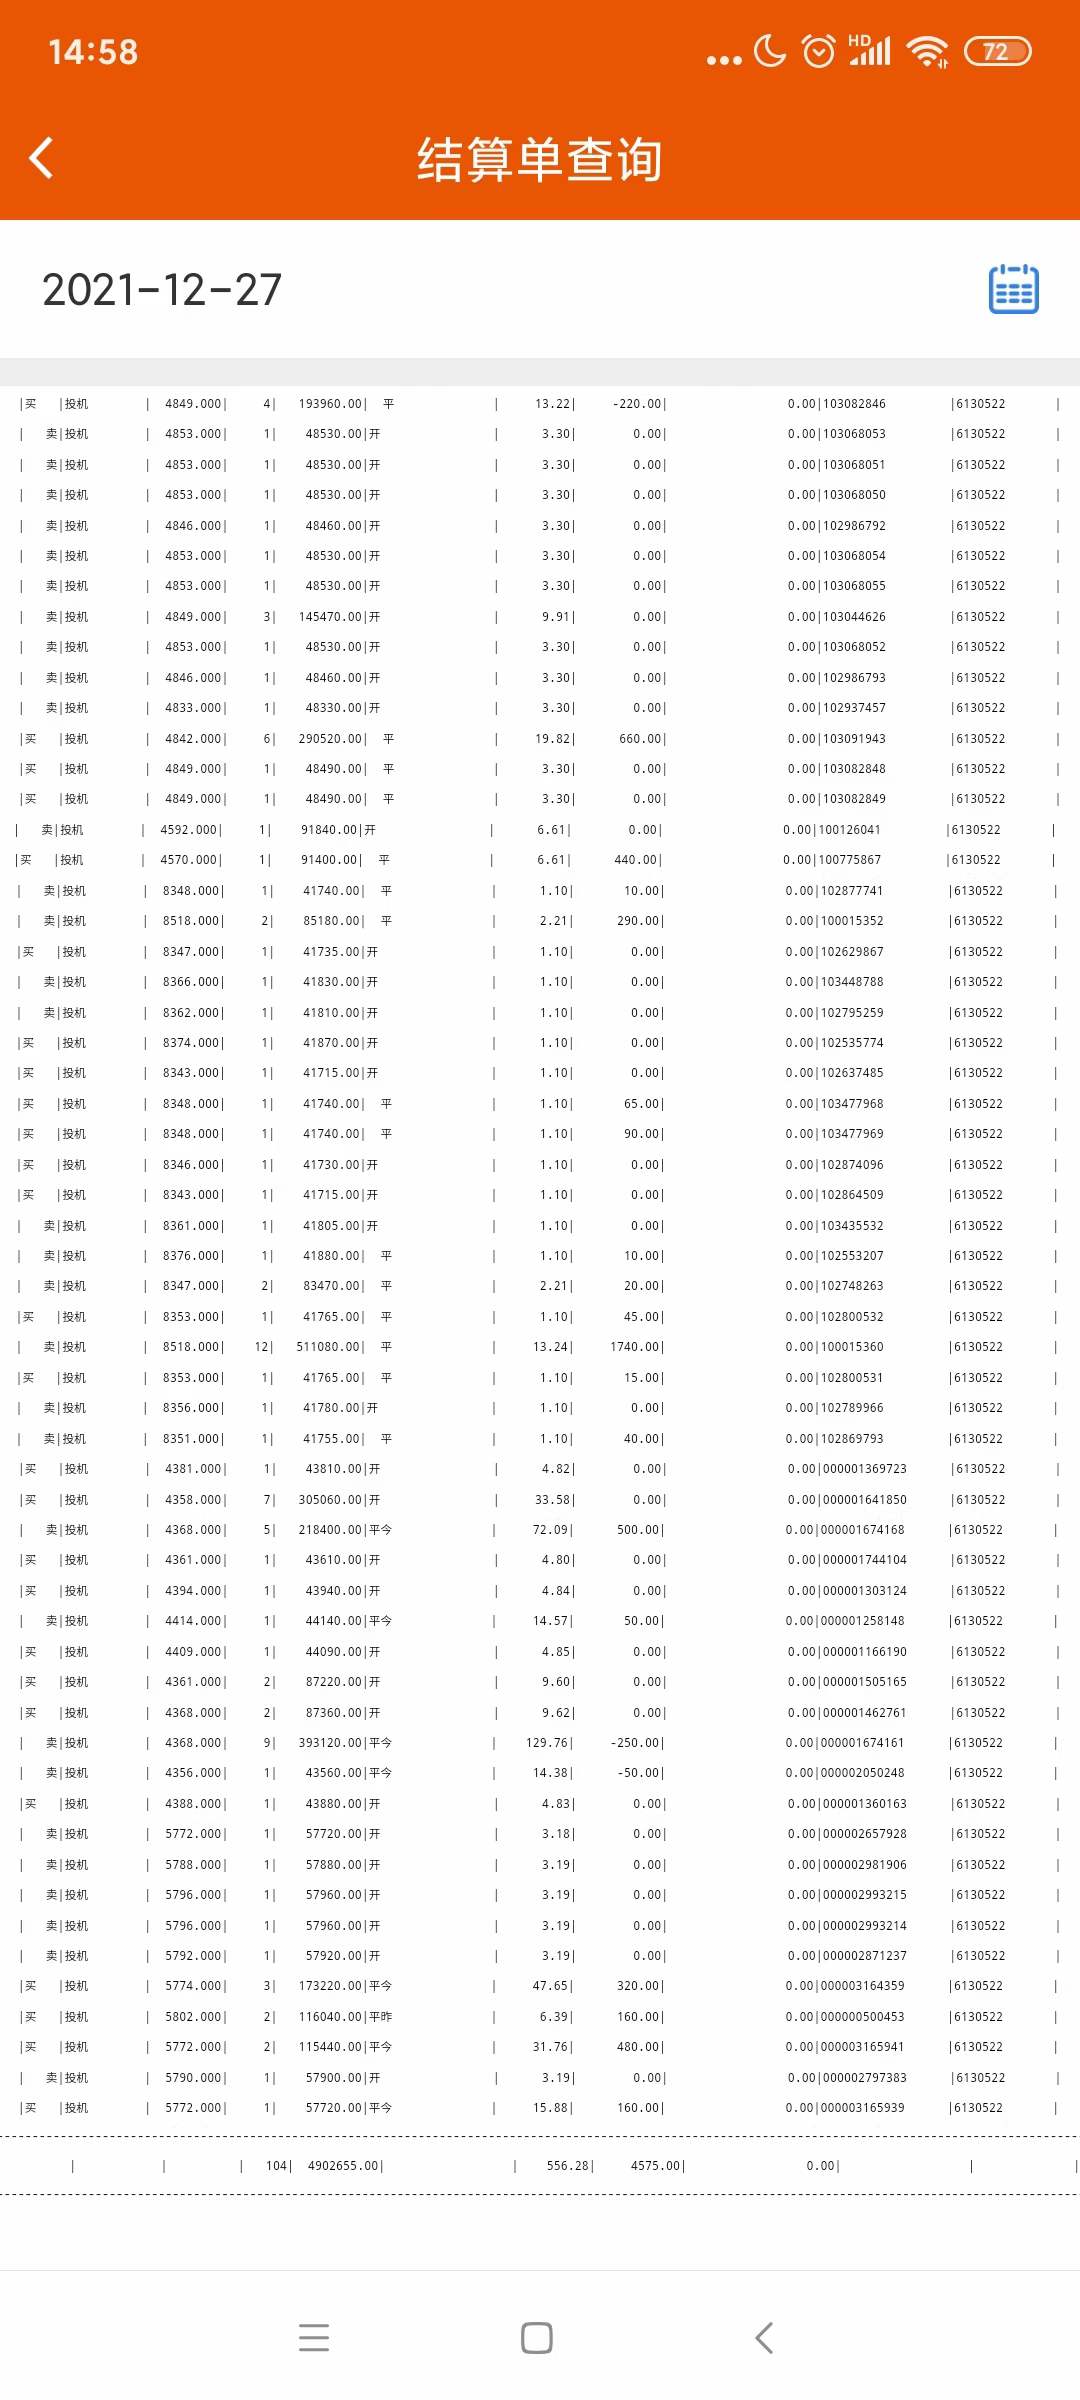 14:58 ... HD 72
结算单查询
2021-12-27
|买 |投机 | 4849.000| 4| 193960.00| 平 | 13.22| -220.00| 0.00|103082846 |6130522 |
| 卖|投机 | 4853.000| 1| 48530.00|开 | 3.30| 0.00| 0.00|103068053 |6130522 |
| 卖|投机 | 4853.000| 1| 48530.00|开 | 3.30| 0.00| 0.00|103068051 |6130522 |
| 卖|投机 | 4853.000| 1| 48530.00|开 | 3.30| 0.00| 0.00|103068050 |6130522 |
| 卖|投机 | 4846.000| 1| 48460.00|开 | 3.30| 0.00| 0.00|102986792 |6130522 |
| 卖|投机 | 4853.000| 1| 48530.00|开 | 3.30| 0.00| 0.00|103068054 |6130522 |
| 卖|投机 | 4853.000| 1| 48530.00|开 | 3.30| 0.00| 0.00|103068055 |6130522 |
| 卖|投机 | 4849.000| 3| 145470.00|开 | 9.91| 0.00| 0.00|103044626 |6130522 |
| 卖|投机 | 4853.000| 1| 48530.00|开 | 3.30| 0.00| 0.00|103068052 |6130522 |
| 卖|投机 | 4846.000| 1| 48460.00|开 | 3.30| 0.00| 0.00|102986793 |6130522 |
| 卖|投机 | 4833.000| 1| 48330.00|开 | 3.30| 0.00| 0.00|102937457 |6130522 |
|买 |投机 | 4842.000| 6| 290520.00| 平 | 19.82| 660.00| 0.00|103091943 |6130522 |
|买 |投机 | 4849.000| 1| 48490.00| 平 | 3.30| 0.00| 0.00|103082848 |6130522 |
|买 |投机 | 4849.000| 1| 48490.00| 平 | 3.30| 0.00| 0.00|103082849 |6130522 |
| 卖|投机 | 4592.000| 1| 91840.00|开 | 6.61| 0.00| 0.00|100126041 |6130522 |
|买 |投机 | 4570.000| 1| 91400.00| 平 | 6.61| 440.00| 0.00|100775867 |6130522 |
| 卖|投机 | 8348.000| 1| 41740.00| 平 | 1.10| 10.00| 0.00|102877741 |6130522 |
| 卖|投机 | 8518.000| 2| 85180.00| 平 | 2.21| 290.00| 0.00|100015352 |6130522 |
|买 |投机 | 8347.000| 1| 41735.00|开 | 1.10| 0.00| 0.00|102629867 |6130522 |
| 卖|投机 | 8366.000| 1| 41830.00|开 | 1.10| 0.00| 0.00|103448788 |6130522 |
| 卖|投机 | 8362.000| 1| 41810.00|开 | 1.10| 0.00| 0.00|102795259 |6130522 |
|买 |投机 | 8374.000| 1| 41870.00|开 | 1.10| 0.00| 0.00|102535774 |6130522 |
|买 |投机 | 8343.000| 1| 41715.00|开 | 1.10| 0.00| 0.00|102637485 |6130522 |
|买 |投机 | 8348.000| 1| 41740.00| 平 | 1.10| 65.00| 0.00|103477968 |6130522 |
|买 |投机 | 8348.000| 1| 41740.00| 平 | 1.10| 90.00| 0.00|103477969 |6130522 |
|买 |投机 | 8346.000| 1| 41730.00|开 | 1.10| 0.00| 0.00|102874096 |6130522 |
|买 |投机 | 8343.000| 1| 41715.00|开 | 1.10| 0.00| 0.00|102864509 |6130522 |
| 卖|投机 | 8361.000| 1| 41805.00|开 | 1.10| 0.00| 0.00|103435532 |6130522 |
| 卖|投机 | 8376.000| 1| 41880.00| 平 | 1.10| 10.00| 0.00|102553207 |6130522 |
| 卖|投机 | 8347.000| 2| 83470.00| 平 | 2.21| 20.00| 0.00|102748263 |6130522 |
|买 |投机 | 8353.000| 1| 41765.00| 平 | 1.10| 45.00| 0.00|102800532 |6130522 |
| 卖|投机 | 8518.000| 12| 511080.00| 平 | 13.24| 1740.00| 0.00|100015360 |6130522 |
|买 |投机 | 8353.000| 1| 41765.00| 平 | 1.10| 15.00| 0.00|102800531 |6130522 |
| 卖|投机 | 8356.000| 1| 41780.00|开 | 1.10| 0.00| 0.00|102789966 |6130522 |
| 卖|投机 | 8351.000| 1| 41755.00| 平 | 1.10| 40.00| 0.00|102869793 |6130522 |
|买 |投机 | 4381.000| 1| 43810.00|开 | 4.82| 0.00| 0.00|000001369723 |6130522 |
|买 |投机 | 4358.000| 7| 305060.00|开 | 33.58| 0.00| 0.00|000001641850 |6130522 |
| 卖|投机 | 4368.000| 5| 218400.00|平今 | 72.09| 500.00| 0.00|000001674168 |6130522 |
|买 |投机 | 4361.000| 1| 43610.00|开 | 4.80| 0.00| 0.00|000001744104 |6130522 |
|买 |投机 | 4394.000| 1| 43940.00|开 | 4.84| 0.00| 0.00|000001303124 |6130522 |
| 卖|投机 | 4414.000| 1| 44140.00|平今 | 14.57| 50.00| 0.00|000001258148 |6130522 |
|买 |投机 | 4409.000| 1| 44090.00|开 | 4.85| 0.00| 0.00|000001166190 |6130522 |
|买 |投机 | 4361.000| 2| 87220.00|开 | 9.60| 0.00| 0.00|000001505165 |6130522 |
|买 |投机 | 4368.000| 2| 87360.00|开 | 9.62| 0.00| 0.00|000001462761 |6130522 |
| 卖|投机 | 4368.000| 9| 393120.00|平今 | 129.76| -250.00| 0.00|000001674161 |6130522 |
| 卖|投机 | 4356.000| 1| 43560.00|平今 | 14.38| -50.00| 0.00|000002050248 |6130522 |
|买 |投机 | 4388.000| 1| 43880.00|开 | 4.83| 0.00| 0.00|000001360163 |6130522 |
| 卖|投机 | 5772.000| 1| 57720.00|开 | 3.18| 0.00| 0.00|000002657928 |6130522 |
| 卖|投机 | 5788.000| 1| 57880.00|开 | 3.19| 0.00| 0.00|000002981906 |6130522 |
| 卖|投机 | 5796.000| 1| 57960.00|开 | 3.19| 0.00| 0.00|000002993215 |6130522 |
| 卖|投机 | 5796.000| 1| 57960.00|开 | 3.19| 0.00| 0.00|000002993214 |6130522 |
| 卖|投机 | 5792.000| 1| 57920.00|开 | 3.19| 0.00| 0.00|000002871237 |6130522 |
|买 |投机 | 5774.000| 3| 173220.00|平今 | 47.65| 320.00| 0.00|000003164359 |6130522 |
|买 |投机 | 5802.000| 2| 116040.00|平昨 | 6.39| 160.00| 0.00|000000500453 |6130522 |
|买 |投机 | 5772.000| 2| 115440.00|平今 | 31.76| 480.00| 0.00|000003165941 |6130522 |
| 卖|投机 | 5790.000| 1| 57900.00|开 | 3.19| 0.00| 0.00|000002797383 |6130522 |
|买 |投机 | 5772.000| 1| 57720.00|平今 | 15.88| 160.00| 0.00|000003165939 |6130522 |
| | | 104| 4902655.00| | 556.28| 4575.00| 0.00| | |